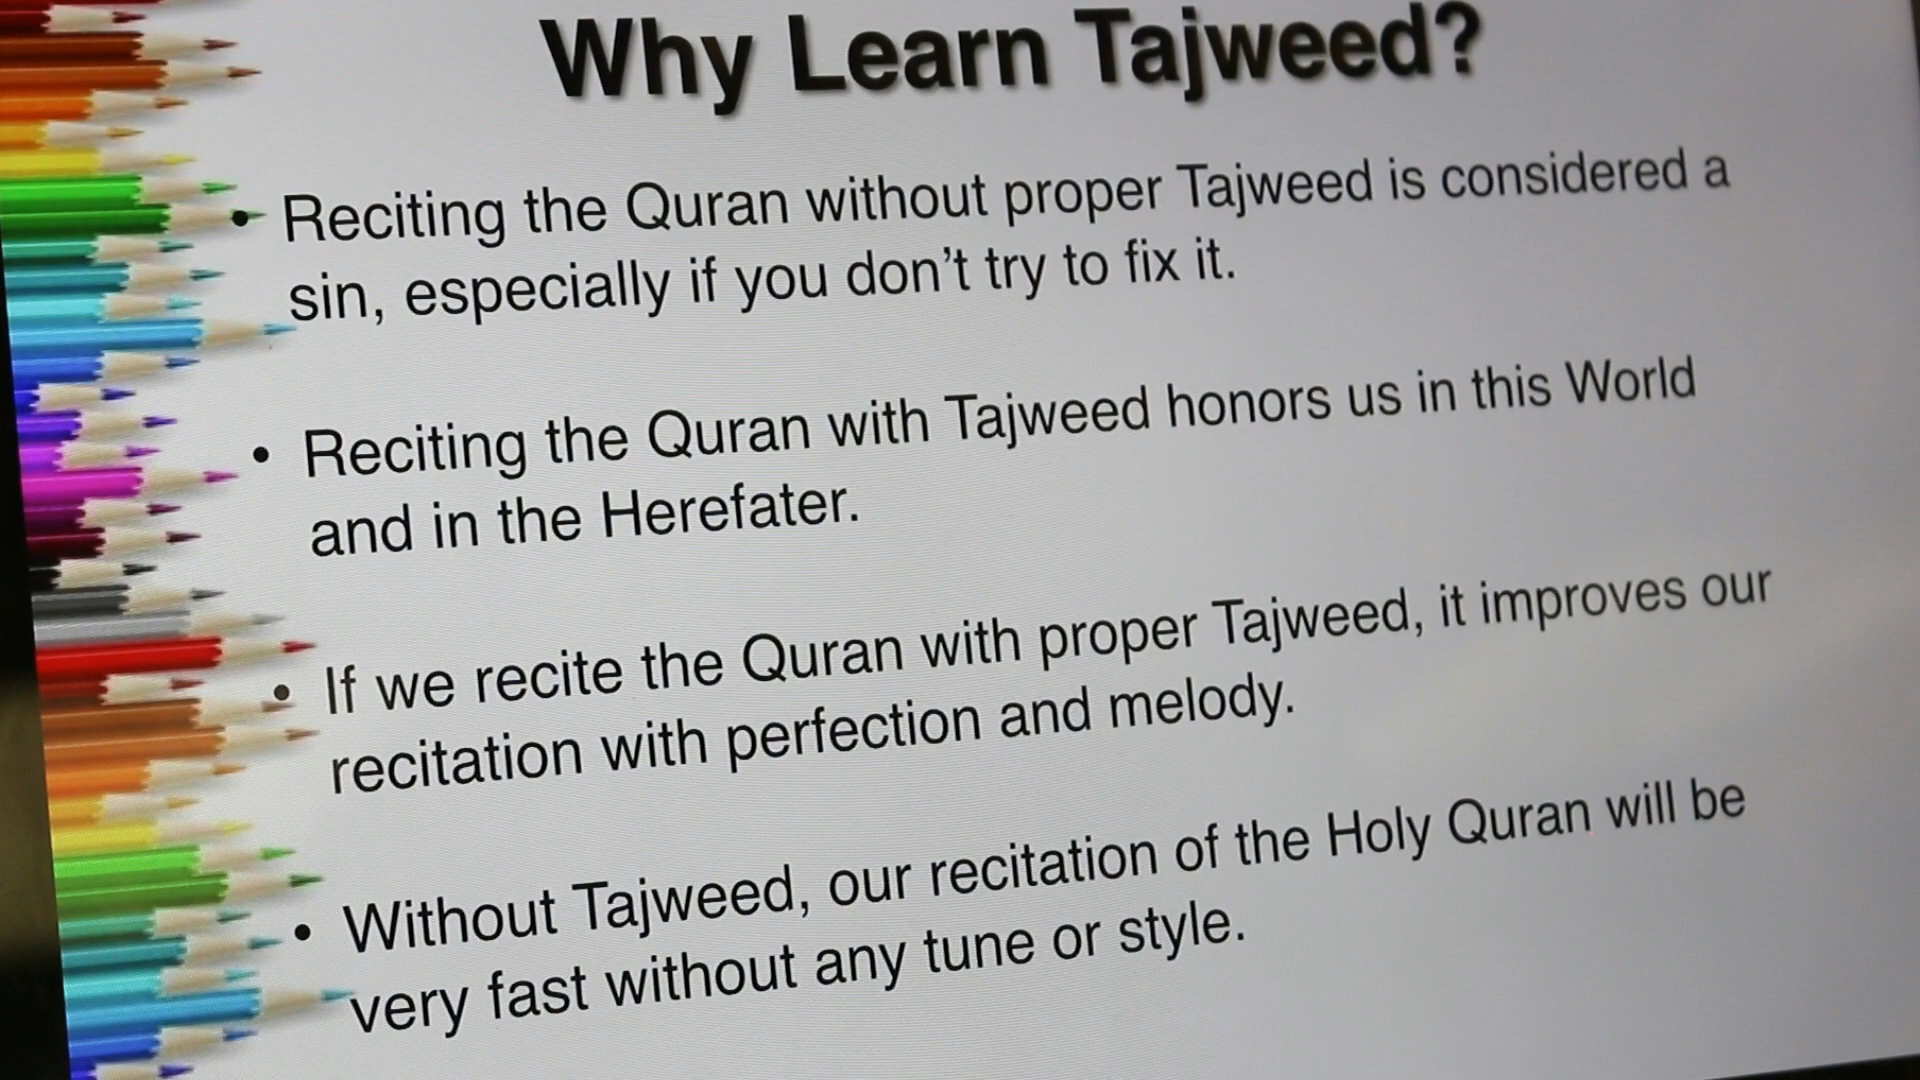 Why Learn Tajweed?
• Reciting the Quran without proper Tajweed is considered a
sin, especially if you don't try to fix it.
• Reciting the Quran with Tajweed honors us in this World
and in the Herefater.
• If we recite the Quran with proper Tajweed, it improves our
recitation with perfection and melody.
• Without Tajweed, our recitation of the Holy Quran will be
very fast without any tune or style.